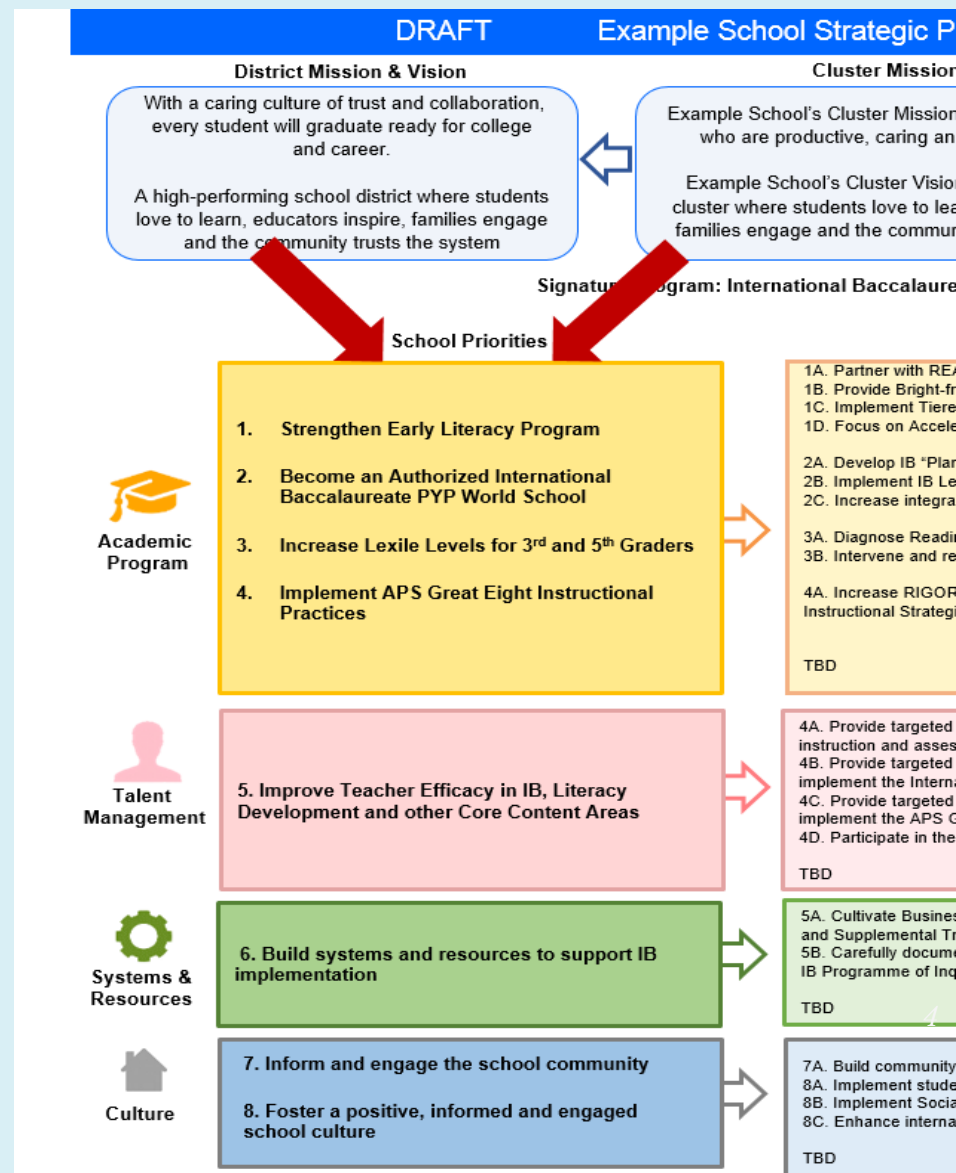 DRAFT Example School Strategic P
District Mission & Vision
With a caring culture of trust and collaboration,
every student will graduate ready for college
and career.
A high-performing school district where students
love to learn, educators inspire, families engage
and the community trusts the system
Cluster Mission
Example School's Cluster Mission
who are productive, caring an
Example School's Cluster Visio
cluster where students love to lea
families engage and the commun
Signature Program: International Baccalaure
School Priorities
Academic
Program
1. Strengthen Early Literacy Program
2. Become an Authorized International
Baccalaureate PYP World School
3. Increase Lexile Levels for 3rd and 5th Graders
4. Implement APS Great Eight Instructional
Practices
1A. Partner with REA
1B. Provide Bright-fr
1C. Implement Tiere
1D. Focus on Accele
2A. Develop IB "Plan
2B. Implement IB Le
2C. Increase integra
3A. Diagnose Readin
3B. Intervene and re
4A. Increase RIGOR
Instructional Strategi
TBD
Talent
Management
5. Improve Teacher Efficacy in IB, Literacy
Development and other Core Content Areas
4A. Provide targeted
instruction and asses
4B. Provide targeted
implement the Interna
4C. Provide targeted
implement the APS G
4D. Participate in the
TBD
Systems &
Resources
6. Build systems and resources to support IB
implementation
5A. Cultivate Busines
and Supplemental Tr
5B. Carefully docume
IB Programme of Inq
TBD
4
Culture
7. Inform and engage the school community
8. Foster a positive, informed and engaged
school culture
7A. Build community
8A. Implement stude
8B. Implement Socia
8C. Enhance interna
TBD